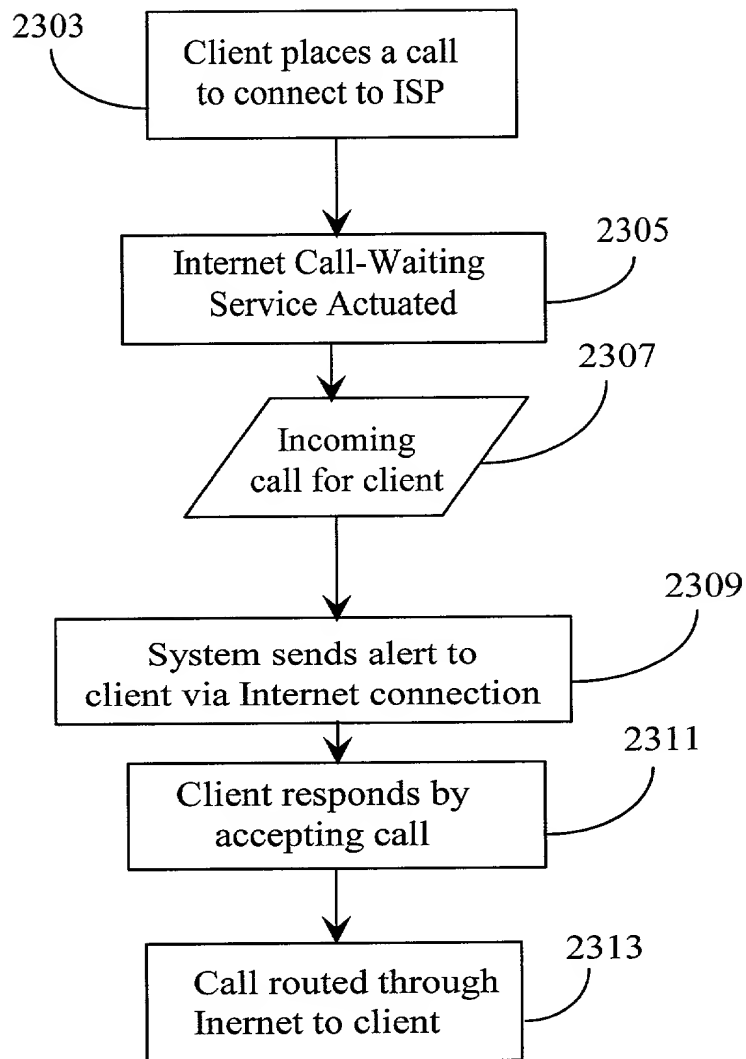 2303
Client places a call
to connect to ISP
2305
Internet Call-Waiting
Service Actuated
2307
Incoming
call for client
2309
System sends alert to
client via Internet connection
2311
Client responds by
accepting call
2313
Call routed through
Inernet to client